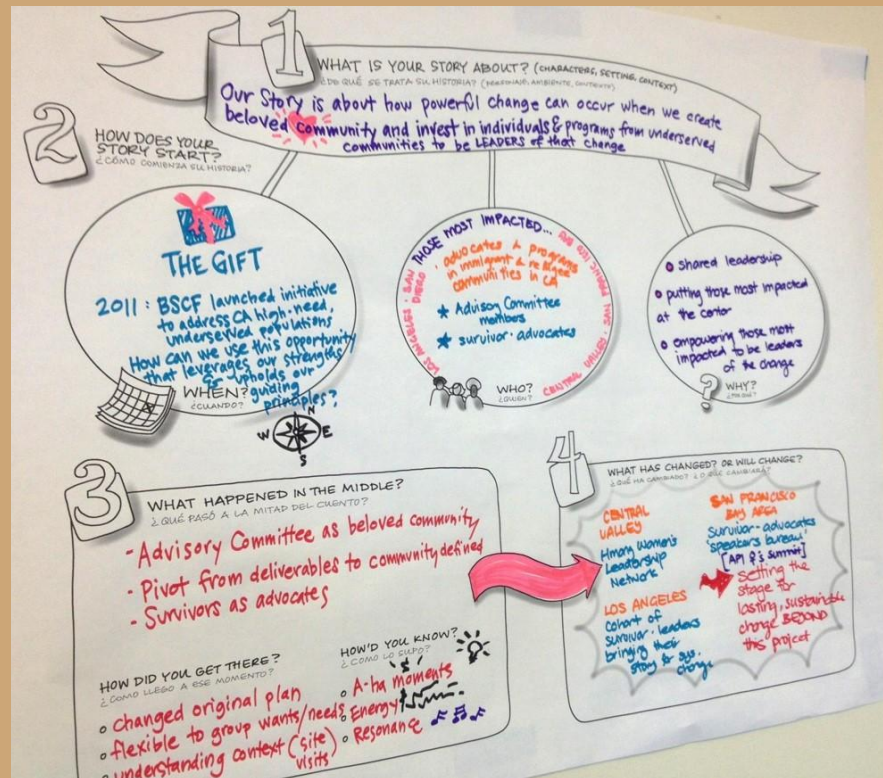 1
WHAT IS YOUR STORY ABOUT? (CHARACTERS, SETTING, CONTEXT)
¿DE QUÉ SE TRATA SU HISTORIA? (PERSONAJE, AMBIENTE, CONTEXTO)
Our Story is about how powerful change can occur when we create
beloved community and invest in individuals & programs from underserved
communities to be LEADERS of that change
2
HOW DOES YOUR
STORY START?
¿CÓMO COMIENZA SU HISTORIA?
THE GIFT
2011: BSCF launched initiative
to address CA high-need,
underserved populations
How can we use this opportunity
that leverages our strengths
& upholds our
guiding
principles?
WHEN?
¿CUANDO?
N
W E
S
THOSE MOST IMPACTED...
LOS ANGELES · SAN DIEGO ·
CENTRAL VALLEY ·
advocates & programs
in immigrant & refugee
communities in CA
★ Advisory Committee
members
★ survivor-advocates
WHO?
¿QUIEN?
• shared leadership
• putting those most impacted
at the center
• empowering those most
impacted to be leaders
of the change
?
WHY?
¿POR QUÉ?
3
WHAT HAPPENED IN THE MIDDLE?
¿QUÉ PASÓ A LA MITAD DEL CUENTO?
- Advisory Committee as beloved community
- Pivot from deliverables to community defined
- Survivors as advocates
HOW DID YOU GET THERE?
¿COMO LLEGO A ESE MOMENTO?
• changed original plan
• flexible to group wants/needs
• understanding context (site
visits)
HOW'D YOU KNOW?
¿COMO LO SUPO?
• A-ha moments
• Energy
• Resonance
4
WHAT HAS CHANGED? OR WILL CHANGE?
¿QUÉ HA CAMBIADO? ¿O QUE CAMBIARÁ?
CENTRAL
VALLEY
Hmong Women's
Leadership
Network
LOS ANGELES
cohort of
survivor-leaders
bringing their
story for sys.
change
SAN FRANCISCO
BAY AREA
survivor-advocates
'speakers bureau'
[API ♀'s summit]
setting the
stage for
lasting, sustainable
change BEYOND
this project